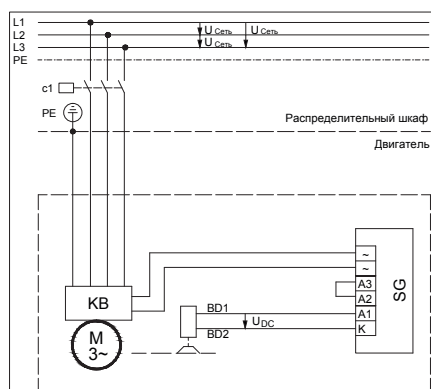 L1
L2
L3
PE
U Сеть
U Сеть
U Сеть
c1
PE
Распределительный шкаф
Двигатель
~
~
A3
A2
A1
K
SG
KB
M
3~
BD1
BD2
UDC